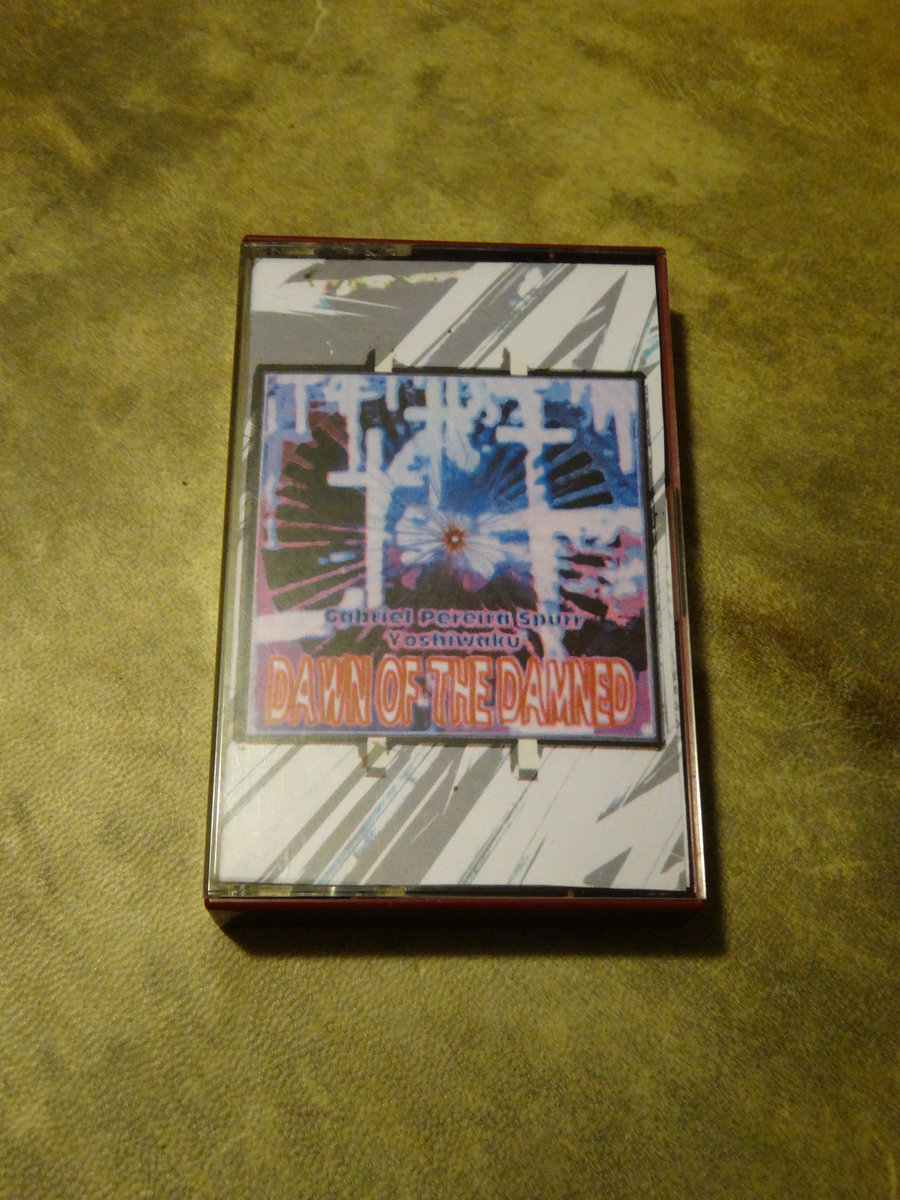 Gabriel Pereira Spurr
Yoshiwaku
DAWN OF THE DAMNED